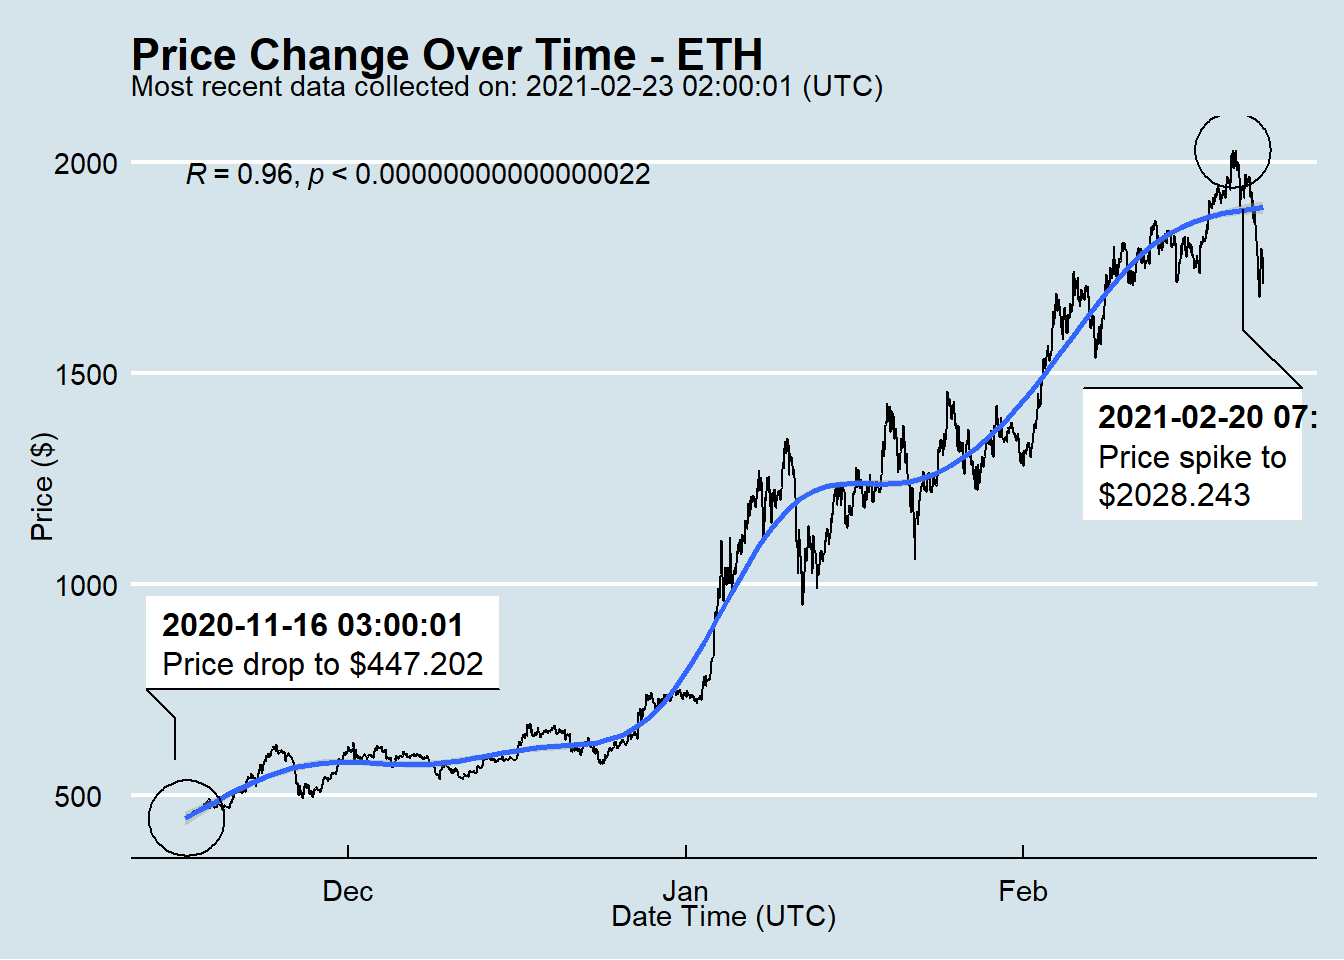 Price Change Over Time - ETH
Most recent data collected on: 2021-02-23 02:00:01 (UTC)
R = 0.96, p < 0.00000000000000022
2000
1500
1000
500
Price ($)
2021-02-20 07:
Price spike to
$2028.243
2020-11-16 03:00:01
Price drop to $447.202
Dec
Jan
Feb
Date Time (UTC)